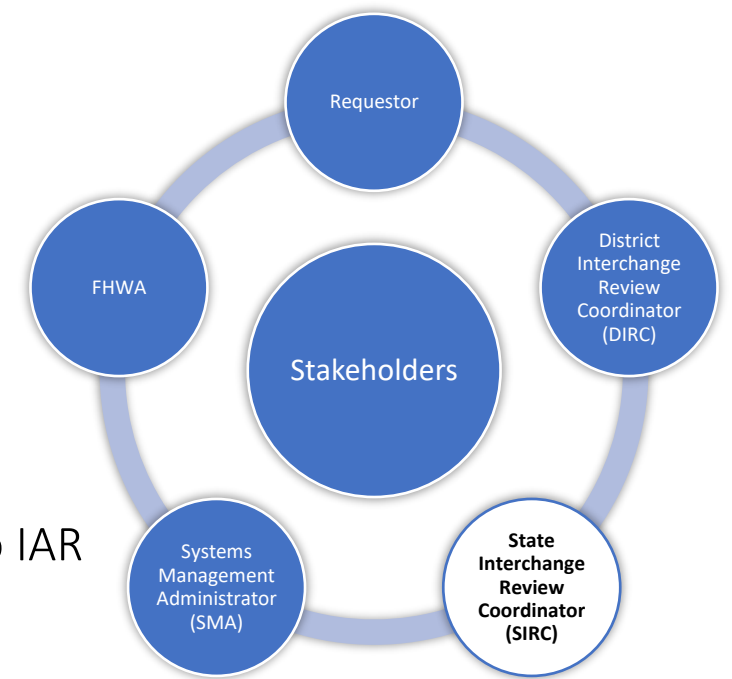 Requestor
FHWA
District
Interchange
Review
Coordinator
(DIRC)
Stakeholders
IAR
Systems
Management
Administrator
(SMA)
State
Interchange
Review
Coordinator
(SIRC)